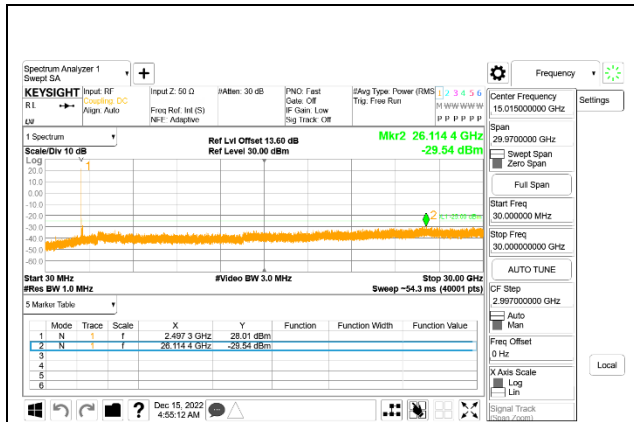 Spectrum Analyzer 1
Swept SA
Frequency
KEYSIGHT
Input: RF
Input Z: 50 Ω
#Atten: 30 dB
PNO: Fast
#Avg Type: Power (RMS
1 2 3 4 5 6
R L
Coupling: DC
Gate: Off
Trig: Free Run
Align: Auto
Freq Ref: Int (S)
IF Gain: Low
M W W W W W
NFE: Adaptive
Sig Track: Off
P P P P P P
Center Frequency
15.015000000 GHz
Settings
1 Spectrum
Ref Lvl Offset 13.60 dB
Mkr2 26.114 4 GHz
Scale/Div 10 dB
Ref Level 30.00 dBm
-29.54 dBm
Span
29.9700000 GHz
Swept Span
Zero Span
Log
1
20.0
10.0
0.00
-10.0
-20.0
2
-30.0
-40.0
-50.0
-60.0
Full Span
Start Freq
30.000000 MHz
Stop Freq
30.00000000 GHz
AUTO TUNE
Start 30 MHz
#Video BW 3.0 MHz
Stop 30.00 GHz
#Res BW 1.0 MHz
Sweep ~54.3 ms (40001 pts)
CF Step
2.997000000 GHz
Auto
Man
5 Marker Table
Mode Trace Scale X Y Function Function Width Function Value
1 N 1 f 2.497 3 GHz 28.01 dBm
2 N 1 f 26.114 4 GHz -29.54 dBm
3
4
5
6
Freq Offset
0 Hz
X Axis Scale
Log
Lin
Local
Signal Track
(Span Zoom)
Dec 15, 2022
4:55:12 AM